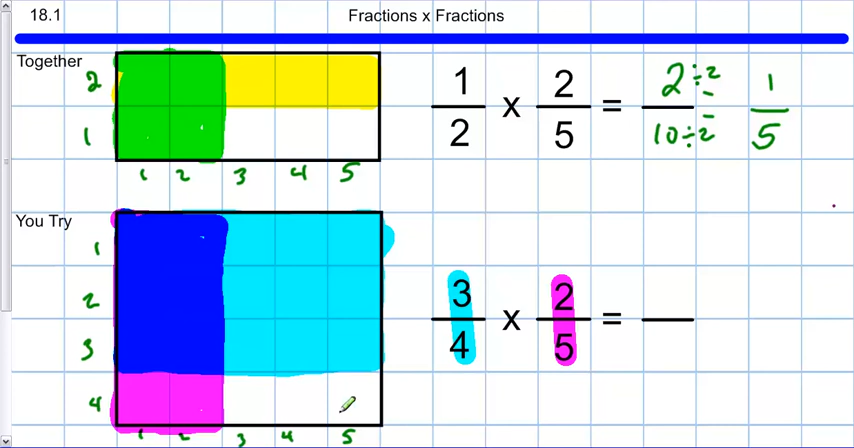 18.1 Fractions x Fractions
Together
2
1
1 2 3 4 5
1/2 x 2/5 = 2÷2/10÷2 = 1/5
You Try
1
2
3
4
1 2 3 4 5
3/4 x 2/5 = __